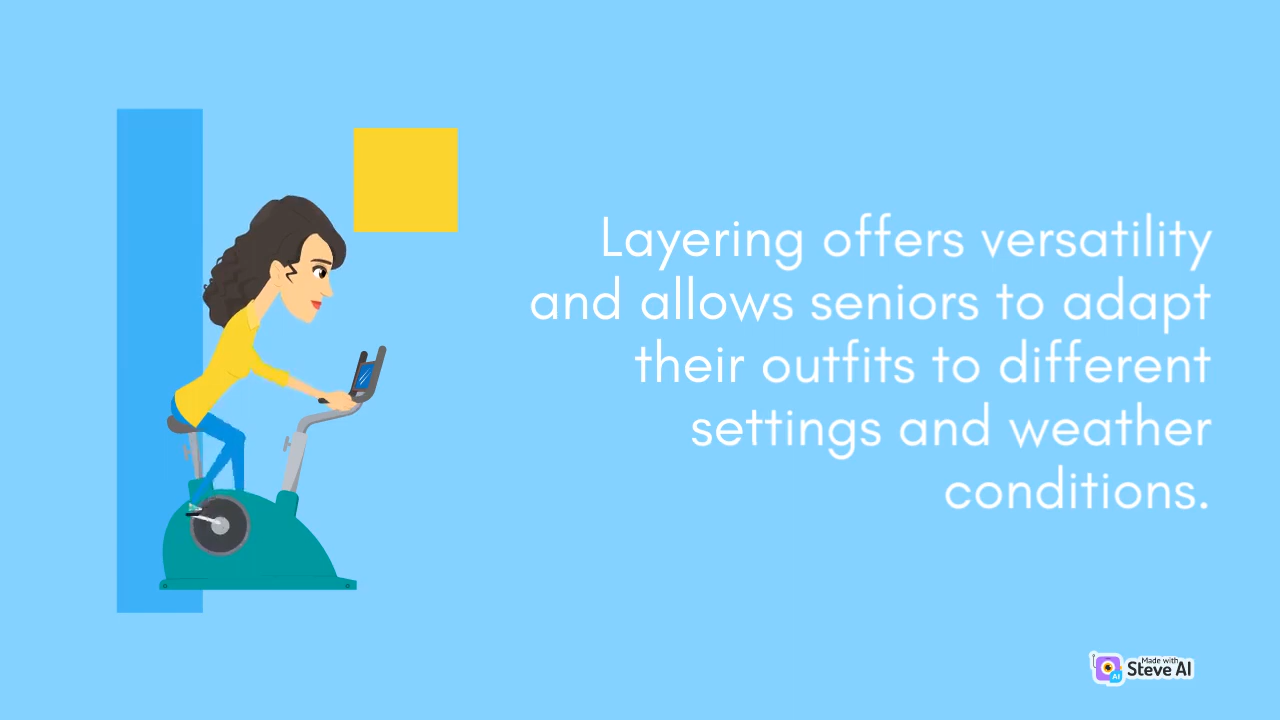 Layering offers versatility
and allows seniors to adapt
their outfits to different
settings and weather
conditions.
Made with
Steve AI
AI